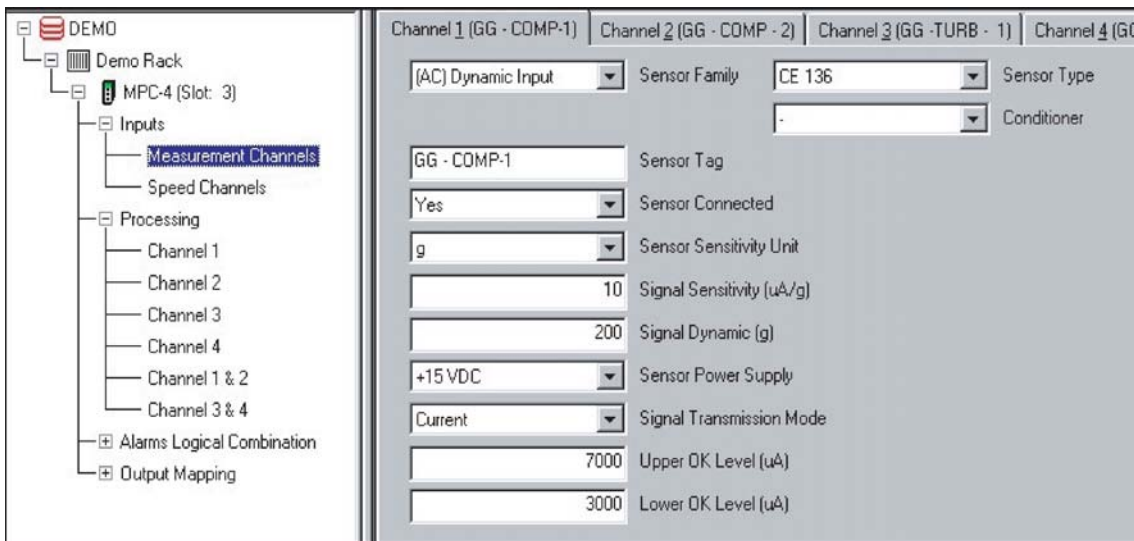 DEMO
Demo Rack
MPC-4 (Slot: 3)
Inputs
Measurement Channels
Speed Channels
Processing
Channel 1
Channel 2
Channel 3
Channel 4
Channel 1 & 2
Channel 3 & 4
Alarms Logical Combination
Output Mapping
Channel 1 (GG - COMP-1) Channel 2 (GG - COMP - 2) Channel 3 (GG -TURB - 1) Channel 4 (GG
(AC) Dynamic Input Sensor Family CE 136 Sensor Type
- Conditioner
GG - COMP-1 Sensor Tag
Yes Sensor Connected
g Sensor Sensitivity Unit
10 Signal Sensitivity (uA/g)
200 Signal Dynamic (g)
+15 VDC Sensor Power Supply
Current Signal Transmission Mode
7000 Upper OK Level (uA)
3000 Lower OK Level (uA)